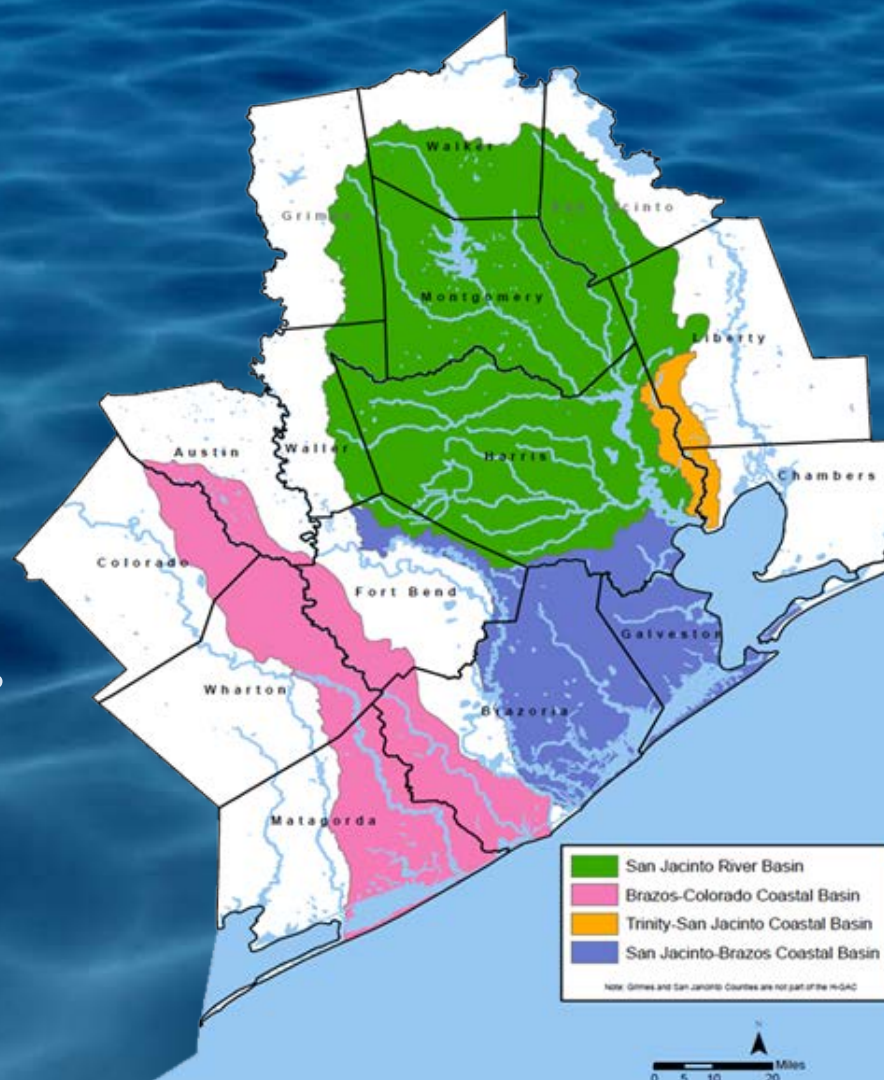 Walker
Grimes
San Jacinto
Montgomery
Liberty
Austin
Waller
Harris
Chambers
Colorado
Fort Bend
Galveston
Wharton
Brazoria
Matagorda
San Jacinto River Basin
Brazos-Colorado Coastal Basin
Trinity-San Jacinto Coastal Basin
San Jacinto-Brazos Coastal Basin
Note: Grimes and San Jancinto Counties are not part of the H-GAC
N
Miles
0 5 10 20